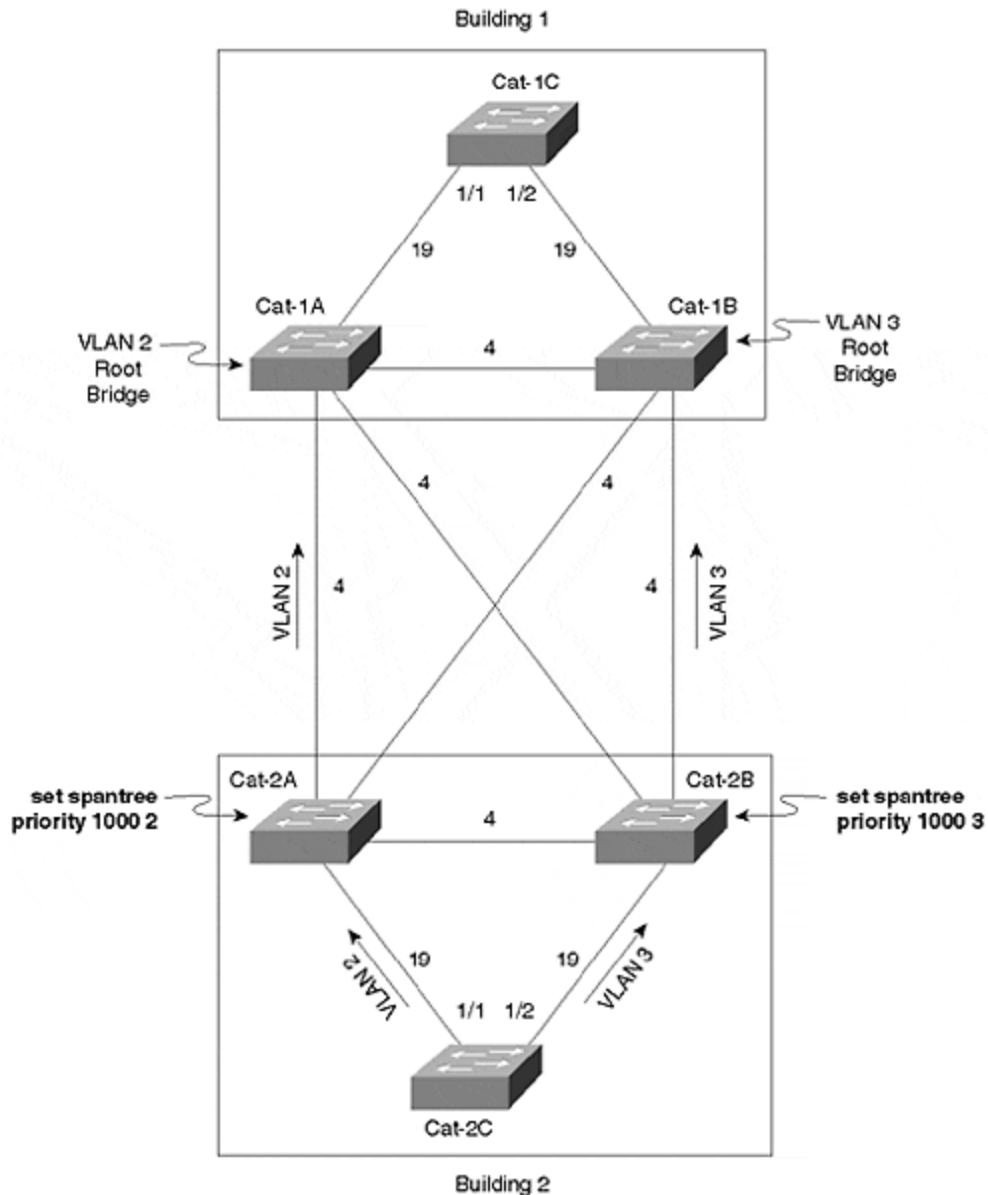 Building 1
Cat-1C
1/1 1/2
19
19
Cat-1A
Cat-1B
VLAN 2
Root
Bridge
4
VLAN 3
Root
Bridge
4
4
VLAN 2
4
4
VLAN 3
Cat-2A
Cat-2B
set spantree
priority 1000 2
4
set spantree
priority 1000 3
VLAN 2
19
19
VLAN 3
1/1 1/2
Cat-2C
Building 2